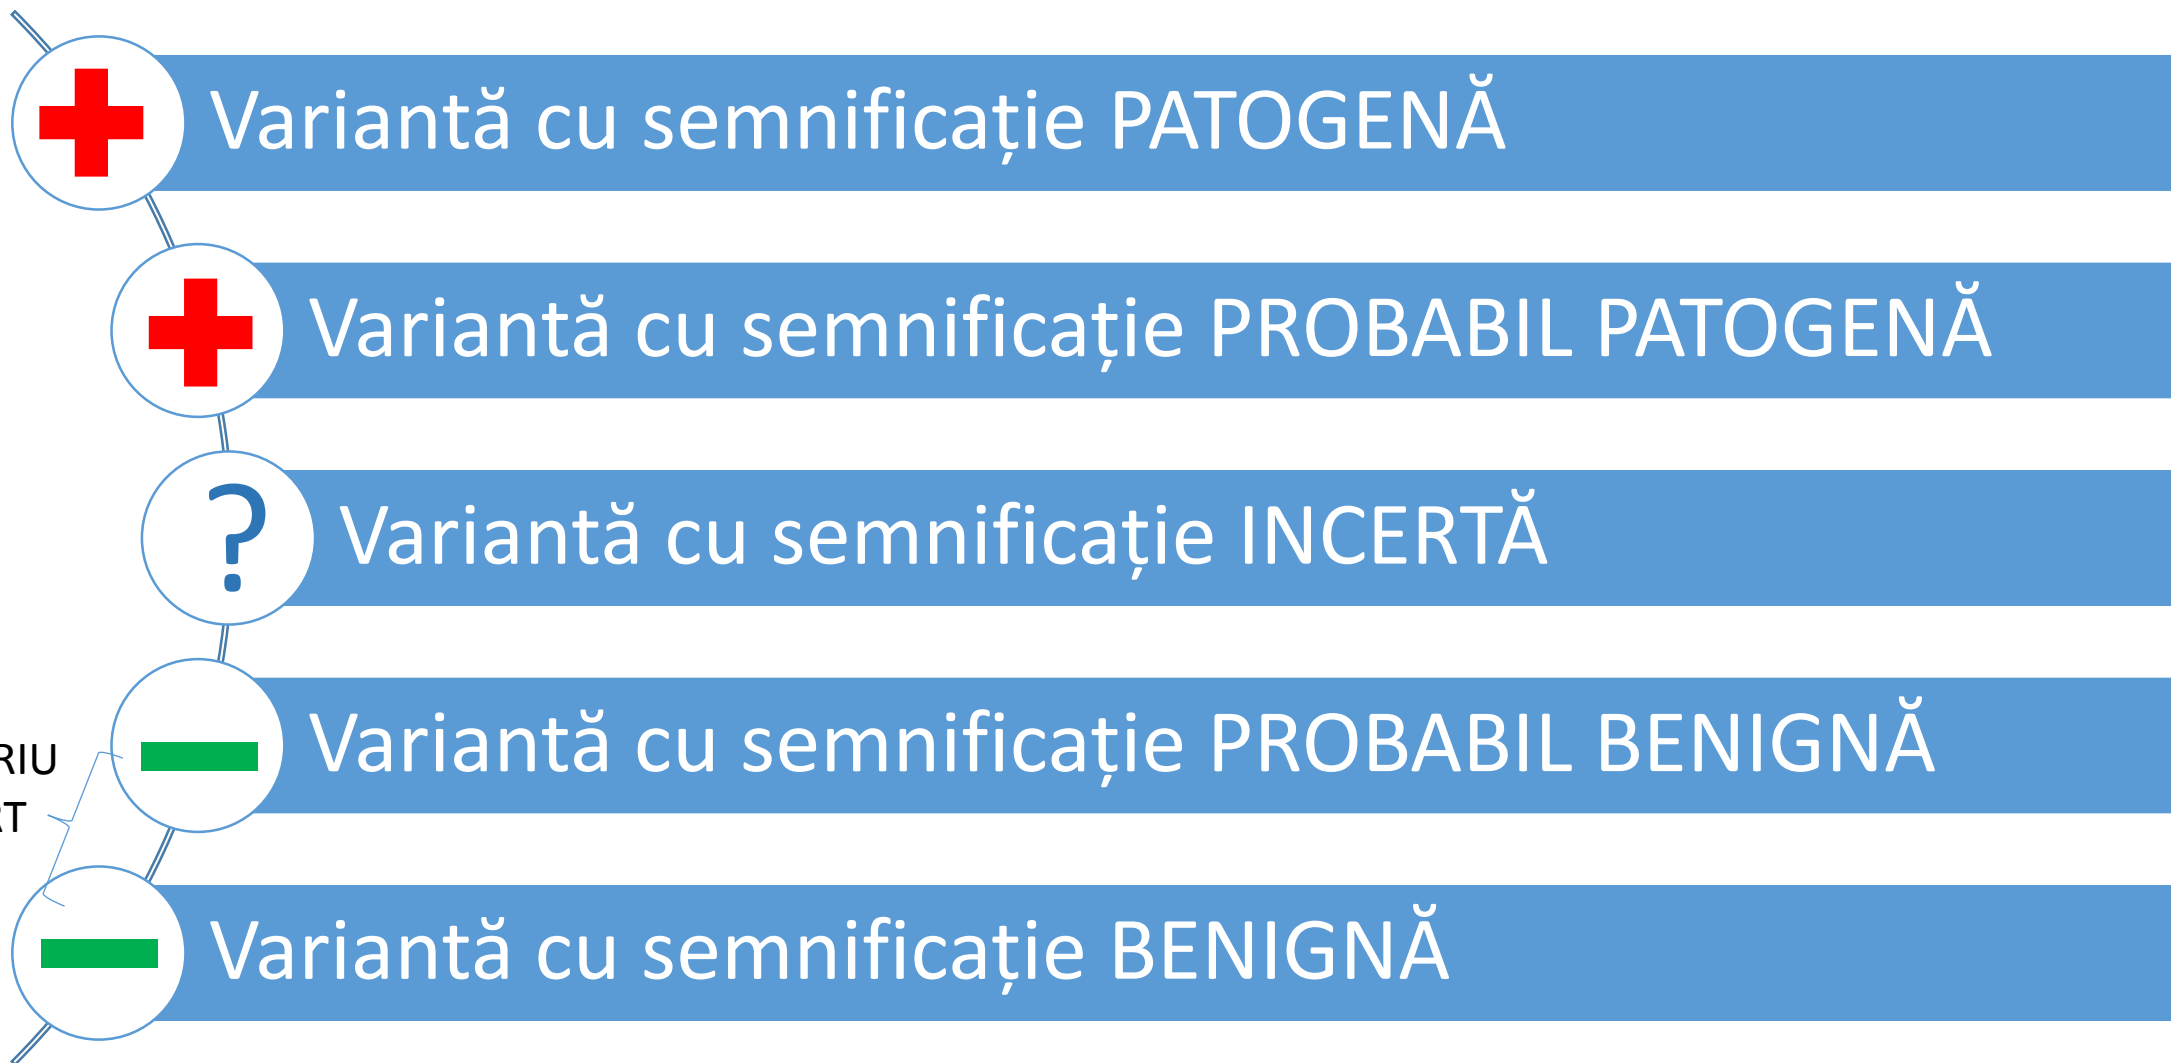 Variantă cu semnificație PATOGENĂ
Variantă cu semnificație PROBABIL PATOGENĂ
?
Variantă cu semnificație INCERTĂ
Variantă cu semnificație PROBABIL BENIGNĂ
Variantă cu semnificație BENIGNĂ